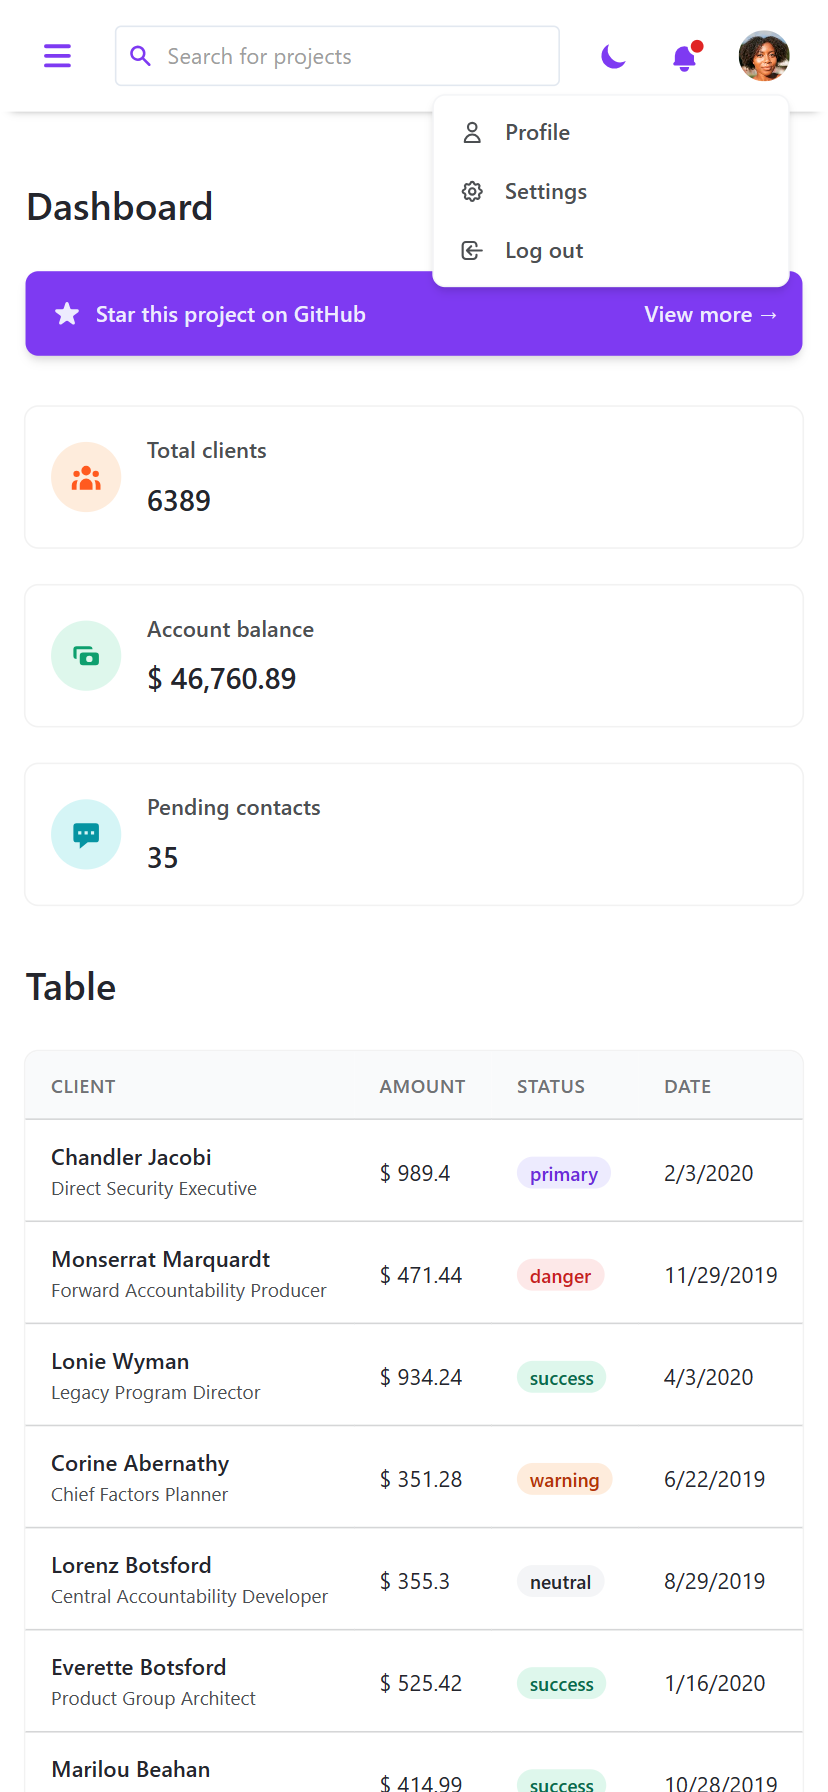 Search for projects
Profile
Settings
Log out
Dashboard
Star this project on GitHub
View more →
Total clients
6389
Account balance
$ 46,760.89
Pending contacts
35
Table
CLIENT AMOUNT STATUS DATE
Chandler Jacobi
Direct Security Executive
$ 989.4 primary 2/3/2020
Monserrat Marquardt
Forward Accountability Producer
$ 471.44 danger 11/29/2019
Lonie Wyman
Legacy Program Director
$ 934.24 success 4/3/2020
Corine Abernathy
Chief Factors Planner
$ 351.28 warning 6/22/2019
Lorenz Botsford
Central Accountability Developer
$ 355.3 neutral 8/29/2019
Everette Botsford
Product Group Architect
$ 525.42 success 1/16/2020
Marilou Beahan
$ 414.99 success 10/28/2019